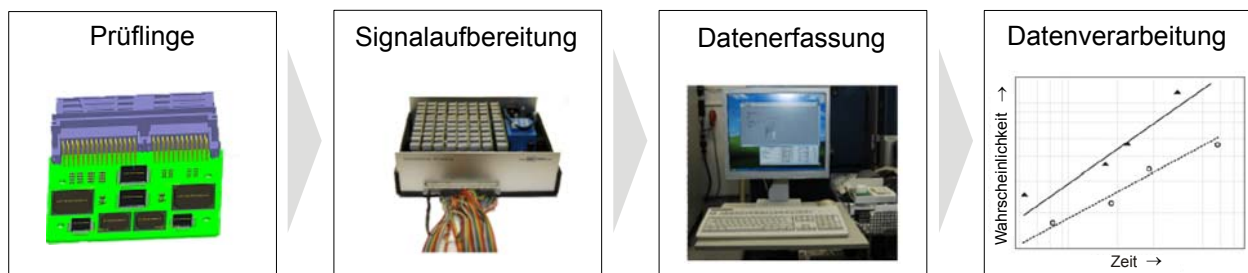 Prüflinge
Signalaufbereitung
Datenerfassung
Datenverarbeitung
Wahrscheinlichkeit →
Zeit →